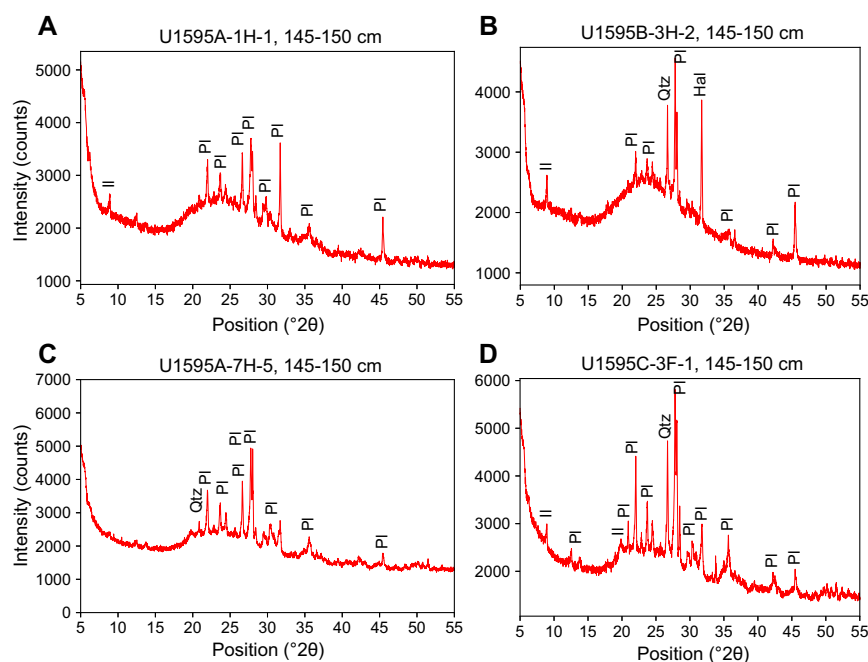 A
U1595A-1H-1, 145-150 cm
Intensity (counts)
5000
4000
3000
2000
1000
Il
Pl
Pl
Pl
Pl
Pl
Pl
Pl
5 10 15 20 25 30 35 40 45 50 55
Position (°2θ)
B
U1595B-3H-2, 145-150 cm
4000
3000
2000
1000
Il
Pl
Pl
Qtz
Pl
Hal
Pl
Pl
Pl
5 10 15 20 25 30 35 40 45 50 55
Position (°2θ)
C
U1595A-7H-5, 145-150 cm
Intensity (counts)
7000
6000
5000
4000
3000
2000
1000
0
Qtz
Pl
Pl
Pl
Pl
Pl
Pl
Pl
Pl
5 10 15 20 25 30 35 40 45 50 55
Position (°2θ)
D
U1595C-3F-1, 145-150 cm
6000
5000
4000
3000
2000
Il
Pl
Il
Pl
Pl
Pl
Qtz
Pl
Pl
Pl
Pl
Pl
Pl
5 10 15 20 25 30 35 40 45 50 55
Position (°2θ)